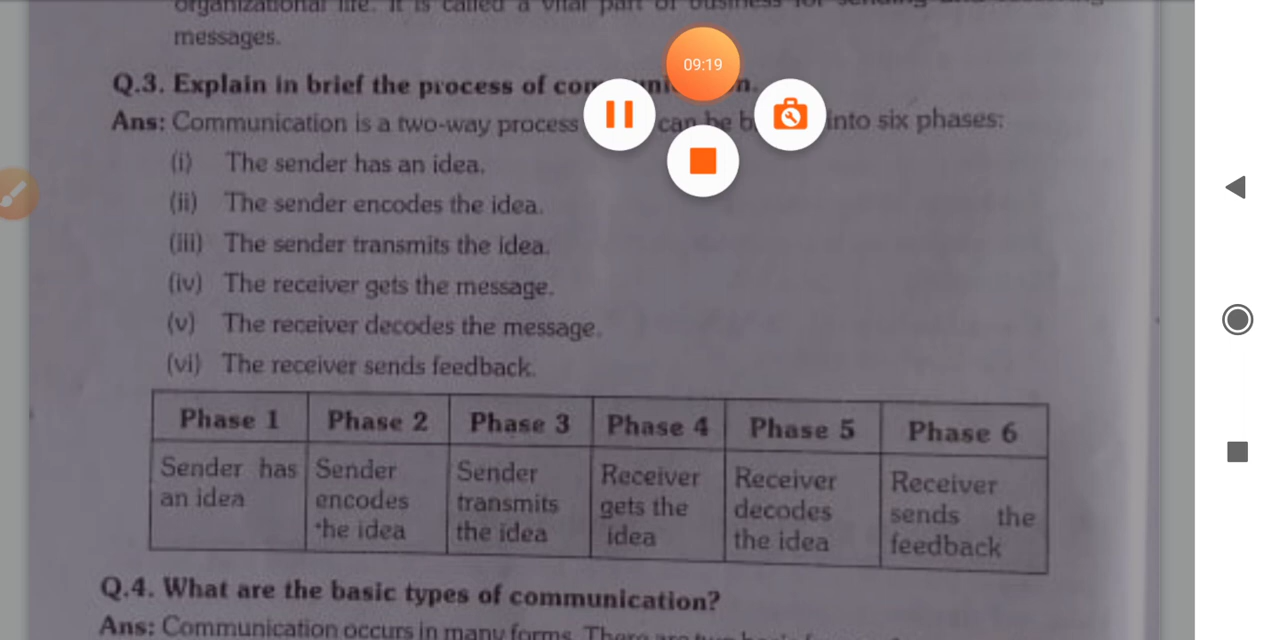 messages.
Q.3. Explain in brief the process of
Ans: Communication is a two-way process can be into six phases:
(i) The sender has an idea.
(ii) The sender encodes the idea.
(iii) The sender transmits the idea.
(iv) The receiver gets the message.
(v) The receiver decodes the message.
(vi) The receiver sends feedback.
Phase 1 Phase 2 Phase 3 Phase 4 Phase 5 Phase 6
Sender has Sender Sender Receiver Receiver Receiver
an idea encodes transmits gets the decodes sends the
the idea the idea idea the idea feedback
Q.4. What are the basic types of communication?
Ans: Communication occurs in many forms.
09:19